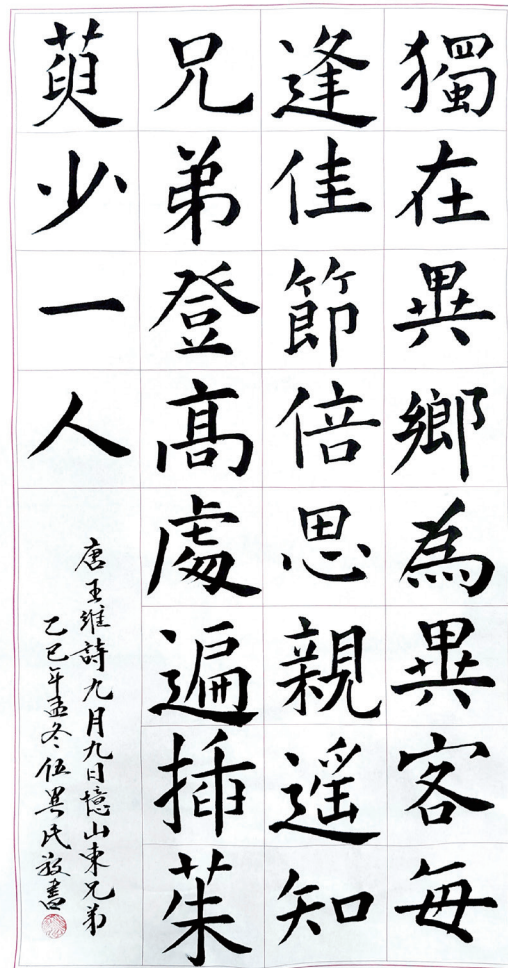 獨在異鄉為異客每
逢佳節倍思親遙知
兄弟登高處遍插茱
萸少一人
唐王維詩九月九日憶山東兄弟
乙巳年孟冬伍異氏敬書